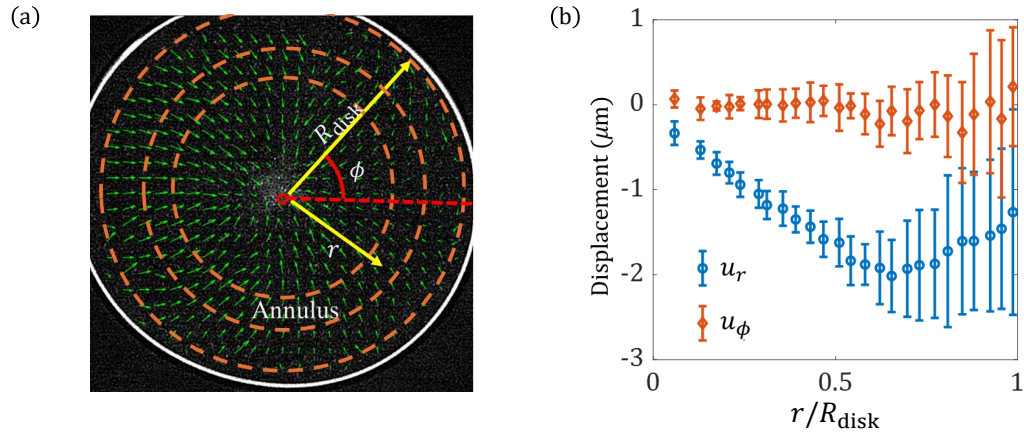 (a)
R_disk
ϕ
r
Annulus
(b)
Displacement (μm)
1
0
-1
-2
-3
u_r
u_ϕ
0
0.5
1
r/R_disk